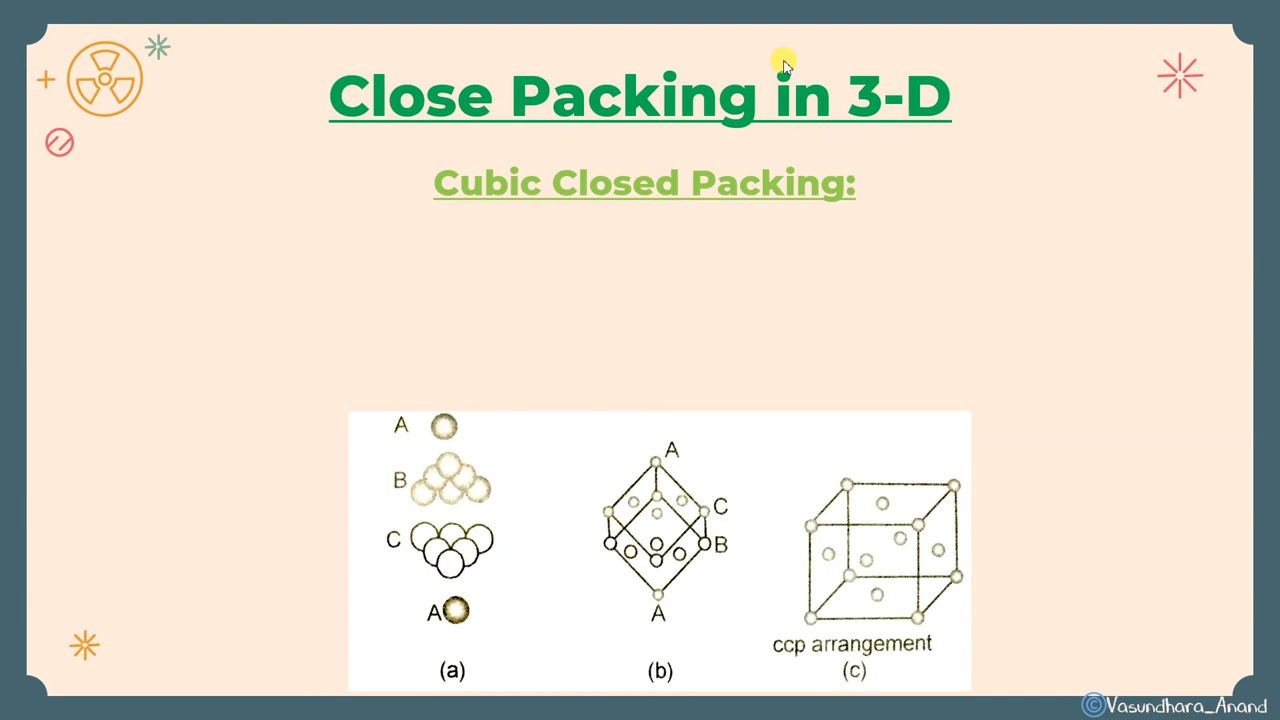 Close Packing in 3-D
Cubic Closed Packing:
A
B
C
A
(a)
A
C
B
A
(b)
ccp arrangement
(c)
©Vasundhara_Anand